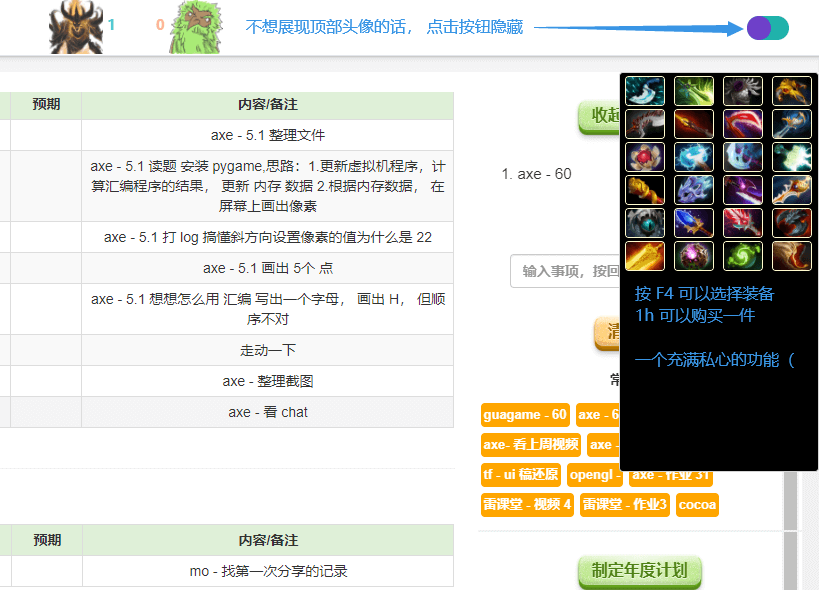 1
0
不想展现顶部头像的话， 点击按钮隐藏
预期
内容/备注
axe - 5.1 整理文件
axe - 5.1 读题 安装 pygame,思路：1.更新虚拟机程序，计
算汇编程序的结果， 更新 内存 数据 2.根据内存数据， 在
屏幕上画出像素
axe - 5.1 打 log 搞懂斜方向设置像素的值为什么是 22
axe - 5.1 画出 5个 点
axe - 5.1 想想怎么用 汇编 写出一个字母， 画出 H， 但顺
序不对
走动一下
axe - 整理截图
axe - 看 chat
预期
内容/备注
mo - 找第一次分享的记录
收起
1. axe - 60
输入事项，按回
清
常
guagame - 60
axe - 6
axe- 看上周视频
axe -
tf - ui 稿还原
opengl -
axe - 作业 31
雷课堂 - 视频 4
雷课堂 - 作业3
cocoa
制定年度计划
按 F4 可以选择装备
1h 可以购买一件
一个充满私心的功能（